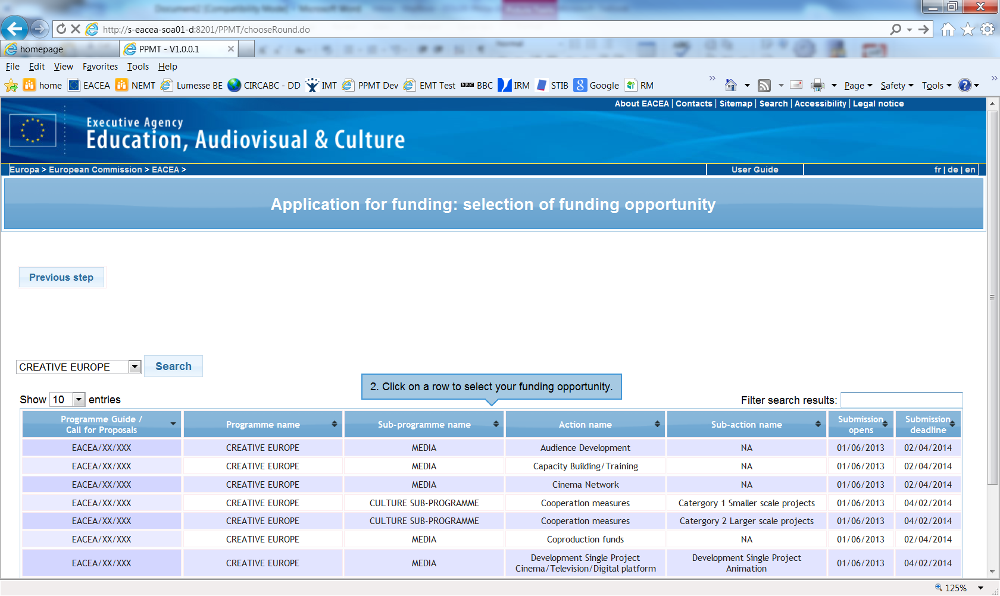 Document2 [Compatibility Mode] - Microsoft Word
http://s-eacea-soa01-d:8201/PPMT/chooseRound.do
homepage
PPMT - V1.0.0.1
File Edit View Favorites Tools Help
home EACEA NEMT Lumesse BE CIRCABC - DD IMT PPMT Dev EMT Test BBC BBC IRM STIB Google RM Page Safety Tools
About EACEA | Contacts | Sitemap | Search | Accessibility | Legal notice
Executive Agency
Education, Audiovisual & Culture
Europa > European Commission > EACEA > User Guide fr | de | en
Application for funding: selection of funding opportunity
Previous step
CREATIVE EUROPE Search
2. Click on a row to select your funding opportunity.
Show 10 entries Filter search results:
Programme Guide / Call for Proposals Programme name Sub-programme name Action name Sub-action name Submission opens Submission deadline
EACEA/XX/XXX CREATIVE EUROPE MEDIA Audience Development NA 01/06/2013 02/04/2014
EACEA/XX/XXX CREATIVE EUROPE MEDIA Capacity Building/Training NA 01/06/2013 02/04/2014
EACEA/XX/XXX CREATIVE EUROPE MEDIA Cinema Network NA 01/06/2013 02/04/2014
EACEA/XX/XXX CREATIVE EUROPE CULTURE SUB-PROGRAMME Cooperation measures Catergory 1 Smaller scale projects 01/06/2013 04/02/2014
EACEA/XX/XXX CREATIVE EUROPE CULTURE SUB-PROGRAMME Cooperation measures Catergory 2 Larger scale projects 01/06/2013 04/02/2014
EACEA/XX/XXX CREATIVE EUROPE MEDIA Coproduction funds NA 01/06/2013 02/04/2014
EACEA/XX/XXX CREATIVE EUROPE MEDIA Development Single Project Cinema/Television/Digital platform Development Single Project Animation 01/06/2013 04/02/2014
125%